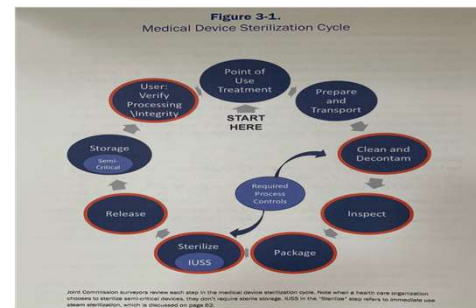 Figure 3-1.
Medical Device Sterilization Cycle
Point of
Use
Treatment
START
HERE
Prepare
and
Transport
Clean and
Decontam
Inspect
Package
Sterilize
IUSS
Release
Storage
Semi-
Critical
User:
Verify
Processing
\Integrity
Required
Process
Controls
Joint Commission surveyors review each step in the medical device sterilization cycle. Note when a health care organization
chooses to sterilize semi-critical devices, they don't require sterile storage. IUSS in the "Sterilize" step refers to immediate use
steam sterilization, which is discussed on page 62.